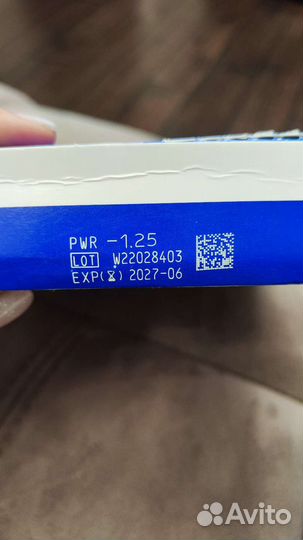 PWR -1.25
LOT W22028403
EXP(⌛) 2027-06
Avito